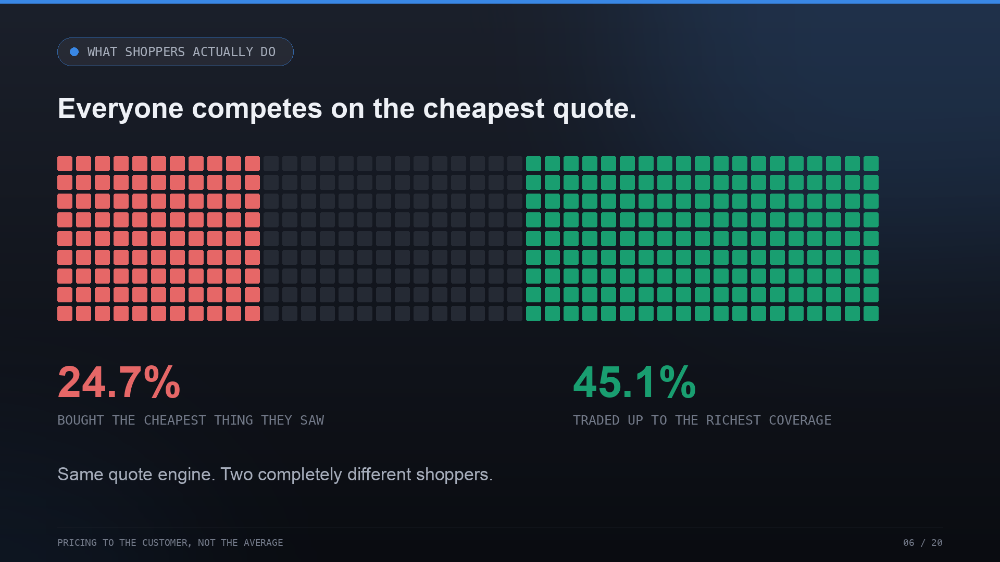 WHAT SHOPPERS ACTUALLY DO
Everyone competes on the cheapest quote.
24.7%
45.1%
BOUGHT THE CHEAPEST THING THEY SAW
TRADED UP TO THE RICHEST COVERAGE
Same quote engine. Two completely different shoppers.
PRICING TO THE CUSTOMER, NOT THE AVERAGE
06 / 20